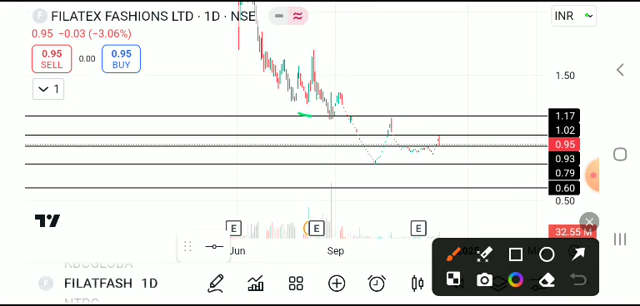 F FILATEX FASHIONS LTD · 1D · NSE
INR
0.95 −0.03 (−3.06%)
0.95 SELL
0.00
0.95 BUY
1
1.50
1.17
1.02
0.95
0.93
0.79
0.60
0.50
E E E
32.55 M
Jun Sep
FILATFASH 1D